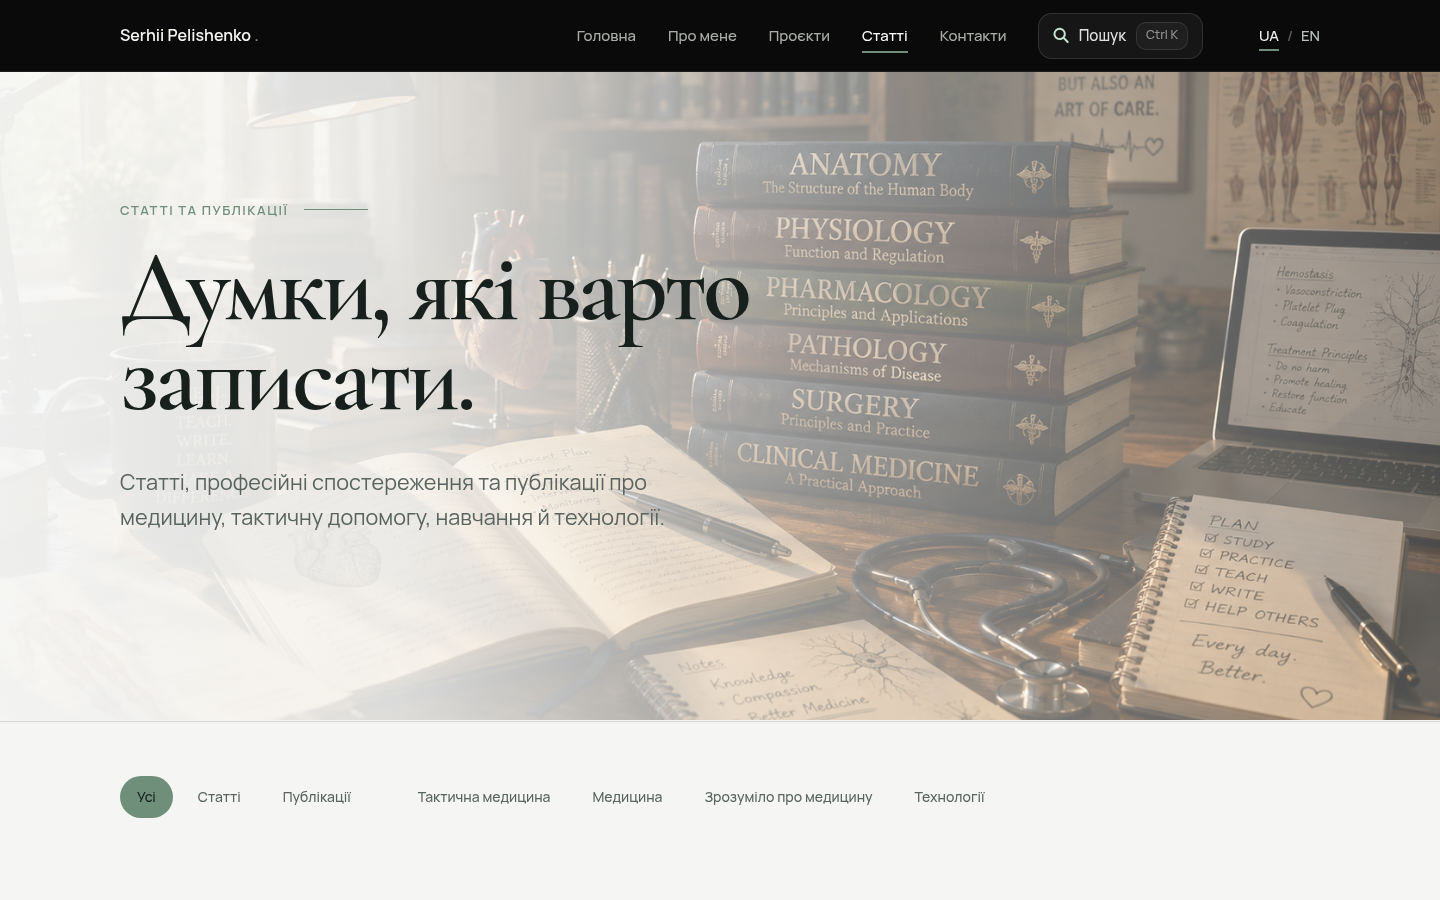 Serhii Pelishenko .
Головна
Про мене
Проєкти
Статті
Контакти
Пошук
Ctrl K
UA / EN
BUT ALSO AN
ART OF CARE.
СТАТТІ ТА ПУБЛІКАЦІЇ
Думки, які варто
записати.
Статті, професійні спостереження та публікації про
медицину, тактичну допомогу, навчання й технології.
TEACH.
WRITE.
LEARN.
Treatment Plan
ANATOMY
The Structure of the Human Body
PHYSIOLOGY
Function and Regulation
PHARMACOLOGY
Principles and Applications
PATHOLOGY
Mechanisms of Disease
SURGERY
Principles and Practice
CLINICAL MEDICINE
A Practical Approach
Hemostasis
• Vasoconstriction
• Platelet Plug
• Coagulation
Treatment Principles
• Do no harm
• Promote healing
• Restore function
• Educate
PLAN
STUDY
PRACTICE
TEACH
WRITE
HELP OTHERS
Every day.
Better.
Notes
Knowledge
+ Compassion
Better Medicine
Усі
Статті
Публікації
Тактична медицина
Медицина
Зрозуміло про медицину
Технології